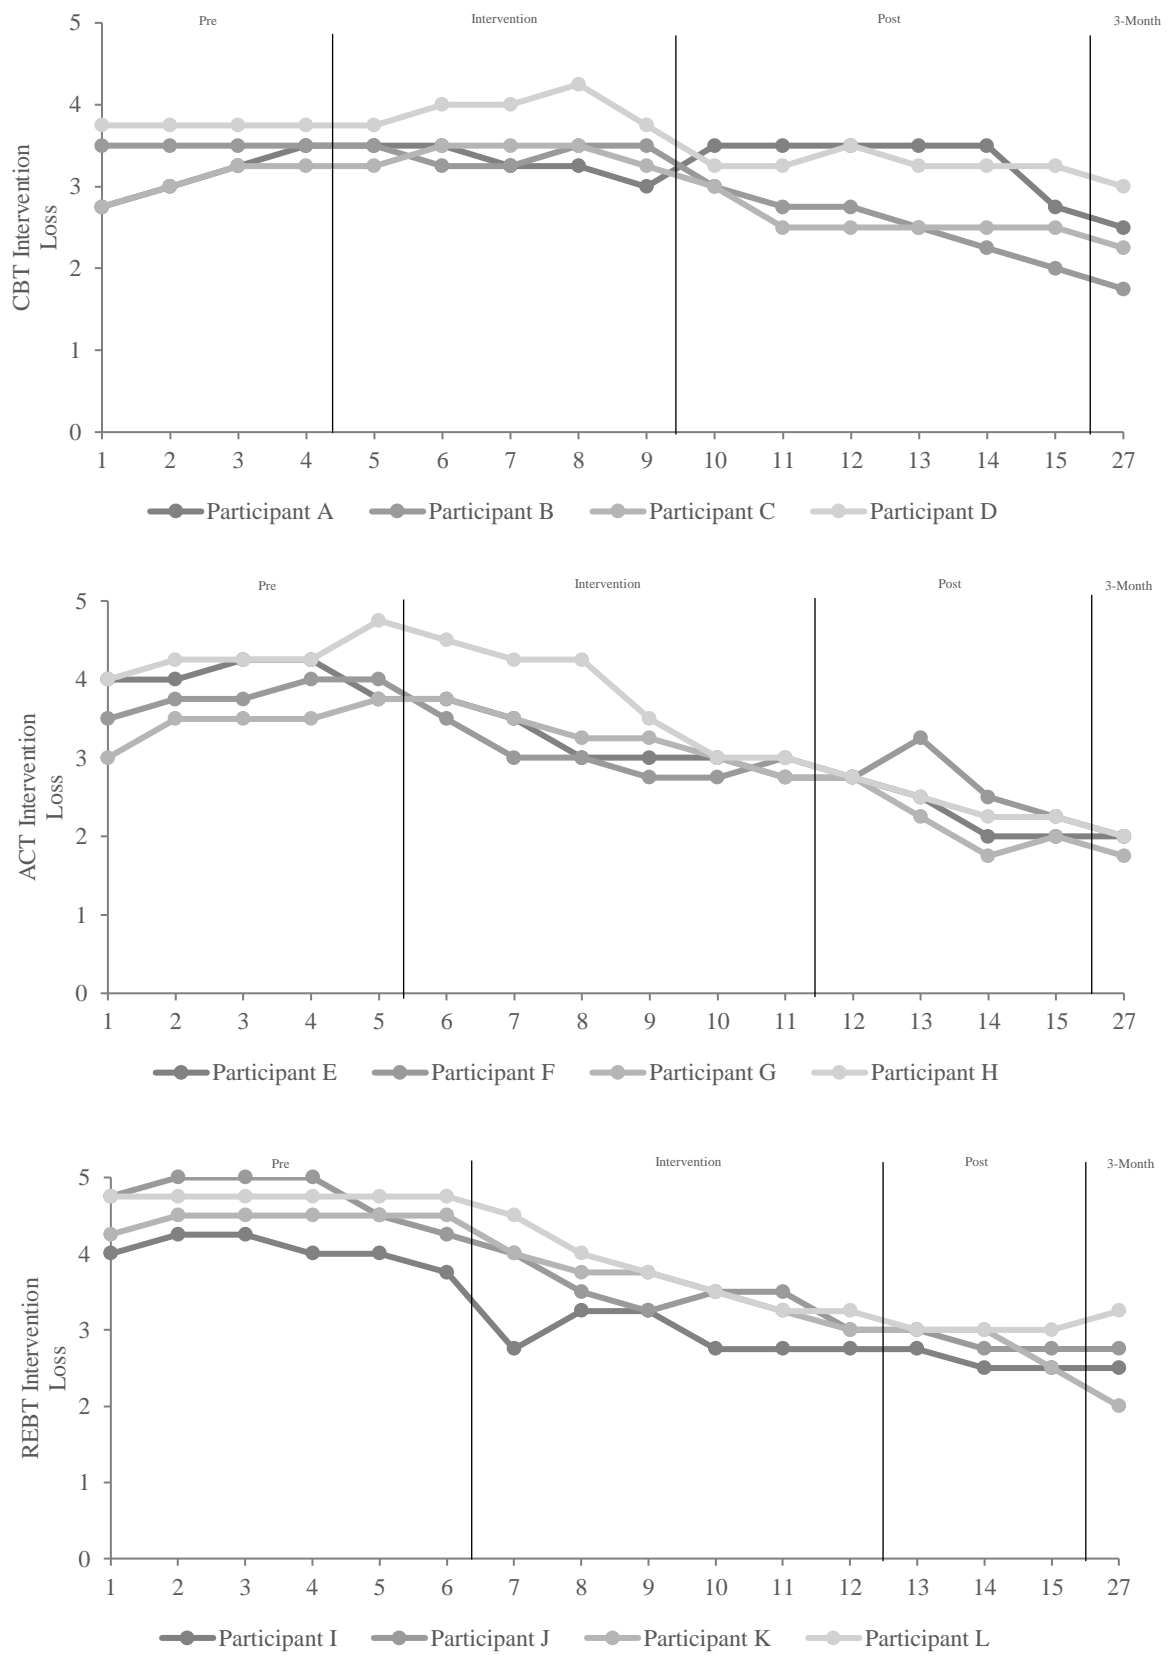 Pre Intervention Post 3-Month
5
4
3
2
1
0
CBT Intervention
Loss
1 2 3 4 5 6 7 8 9 10 11 12 13 14 15 27
Participant A Participant B Participant C Participant D
Pre Intervention Post 3-Month
5
4
3
2
1
0
ACT Intervention
Loss
1 2 3 4 5 6 7 8 9 10 11 12 13 14 15 27
Participant E Participant F Participant G Participant H
Pre Intervention Post 3-Month
5
4
3
2
1
0
REBT Intervention
Loss
1 2 3 4 5 6 7 8 9 10 11 12 13 14 15 27
Participant I Participant J Participant K Participant L